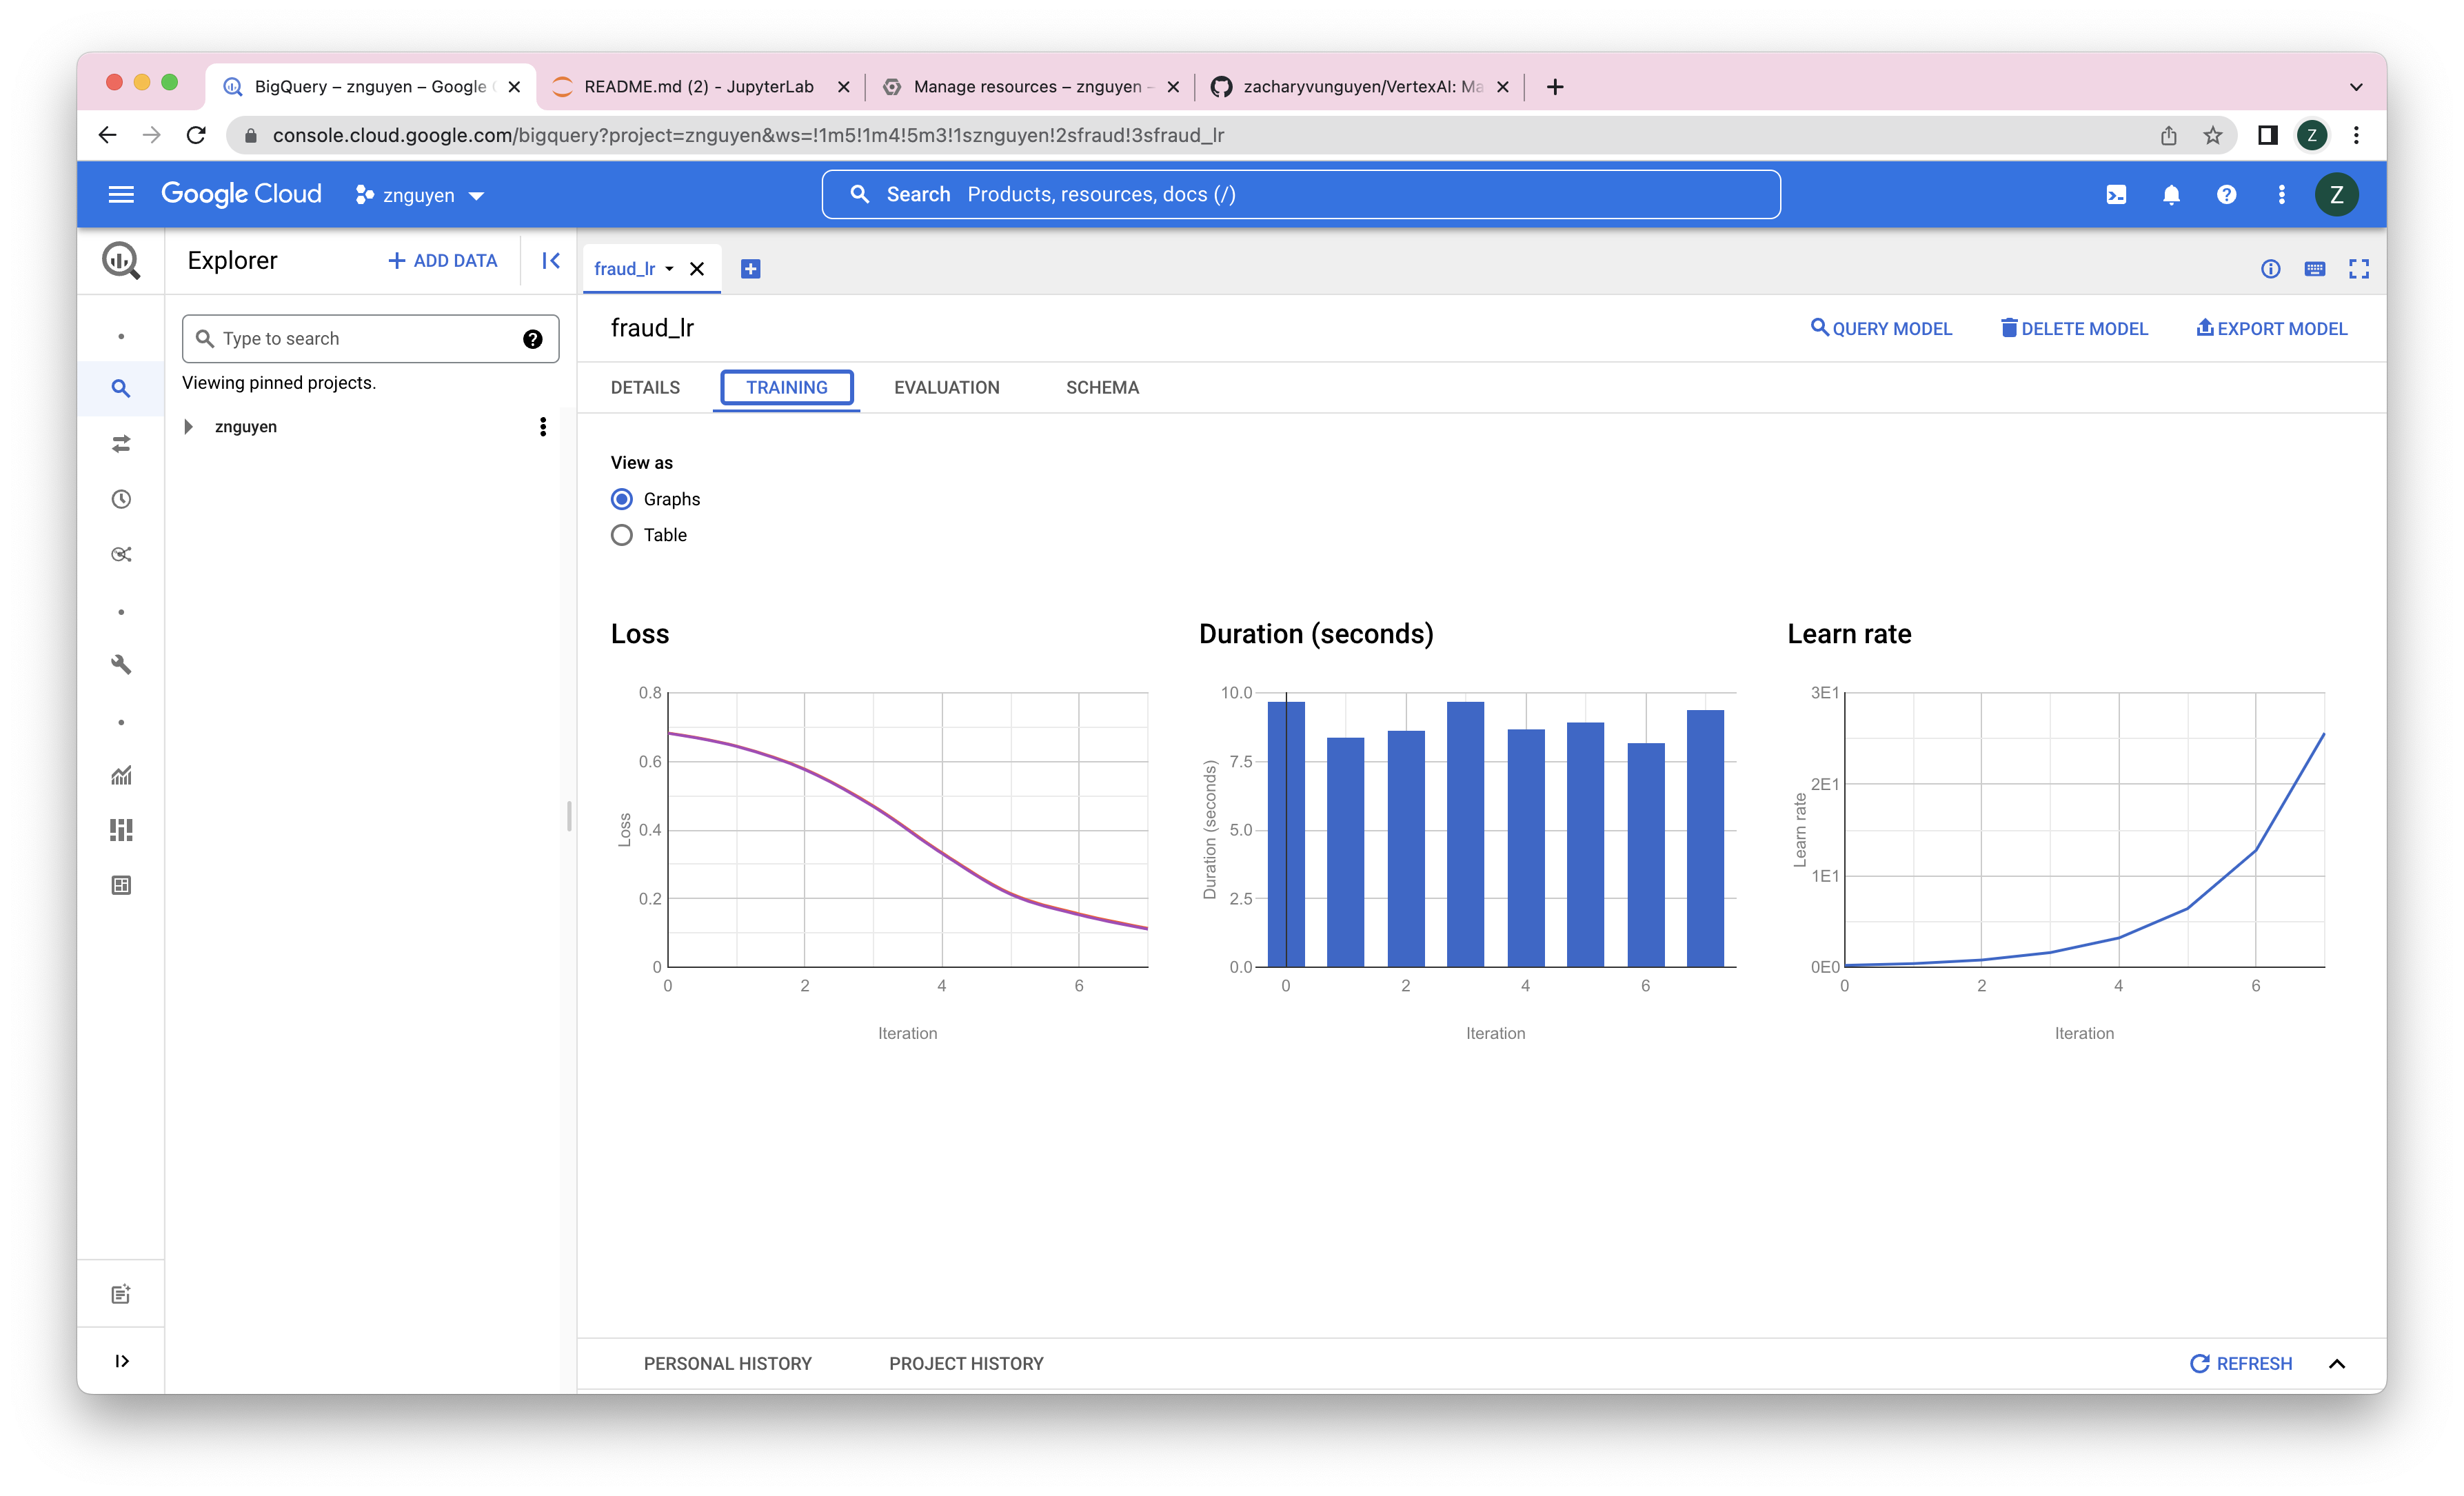 BigQuery – znguyen – Google
README.md (2) - JupyterLab
Manage resources – znguyen -
zacharyvunguyen/VertexAI: Ma
console.cloud.google.com/bigquery?project=znguyen&ws=!1m5!1m4!5m3!1sznguyen!2sfraud!3sfraud_lr
Z
Google Cloud
znguyen
Search Products, resources, docs (/)
Z
Explorer
+ ADD DATA
fraud_lr
Type to search
Viewing pinned projects.
znguyen
fraud_lr
QUERY MODEL
DELETE MODEL
EXPORT MODEL
DETAILS
TRAINING
EVALUATION
SCHEMA
View as
Graphs
Table
Loss
0.8
0.6
0.4
0.2
0
Loss
0 2 4 6
Iteration
Duration (seconds)
10.0
7.5
5.0
2.5
0.0
Duration (seconds)
0 2 4 6
Iteration
Learn rate
3E1
2E1
1E1
0E0
Learn rate
0 2 4 6
Iteration
PERSONAL HISTORY
PROJECT HISTORY
REFRESH